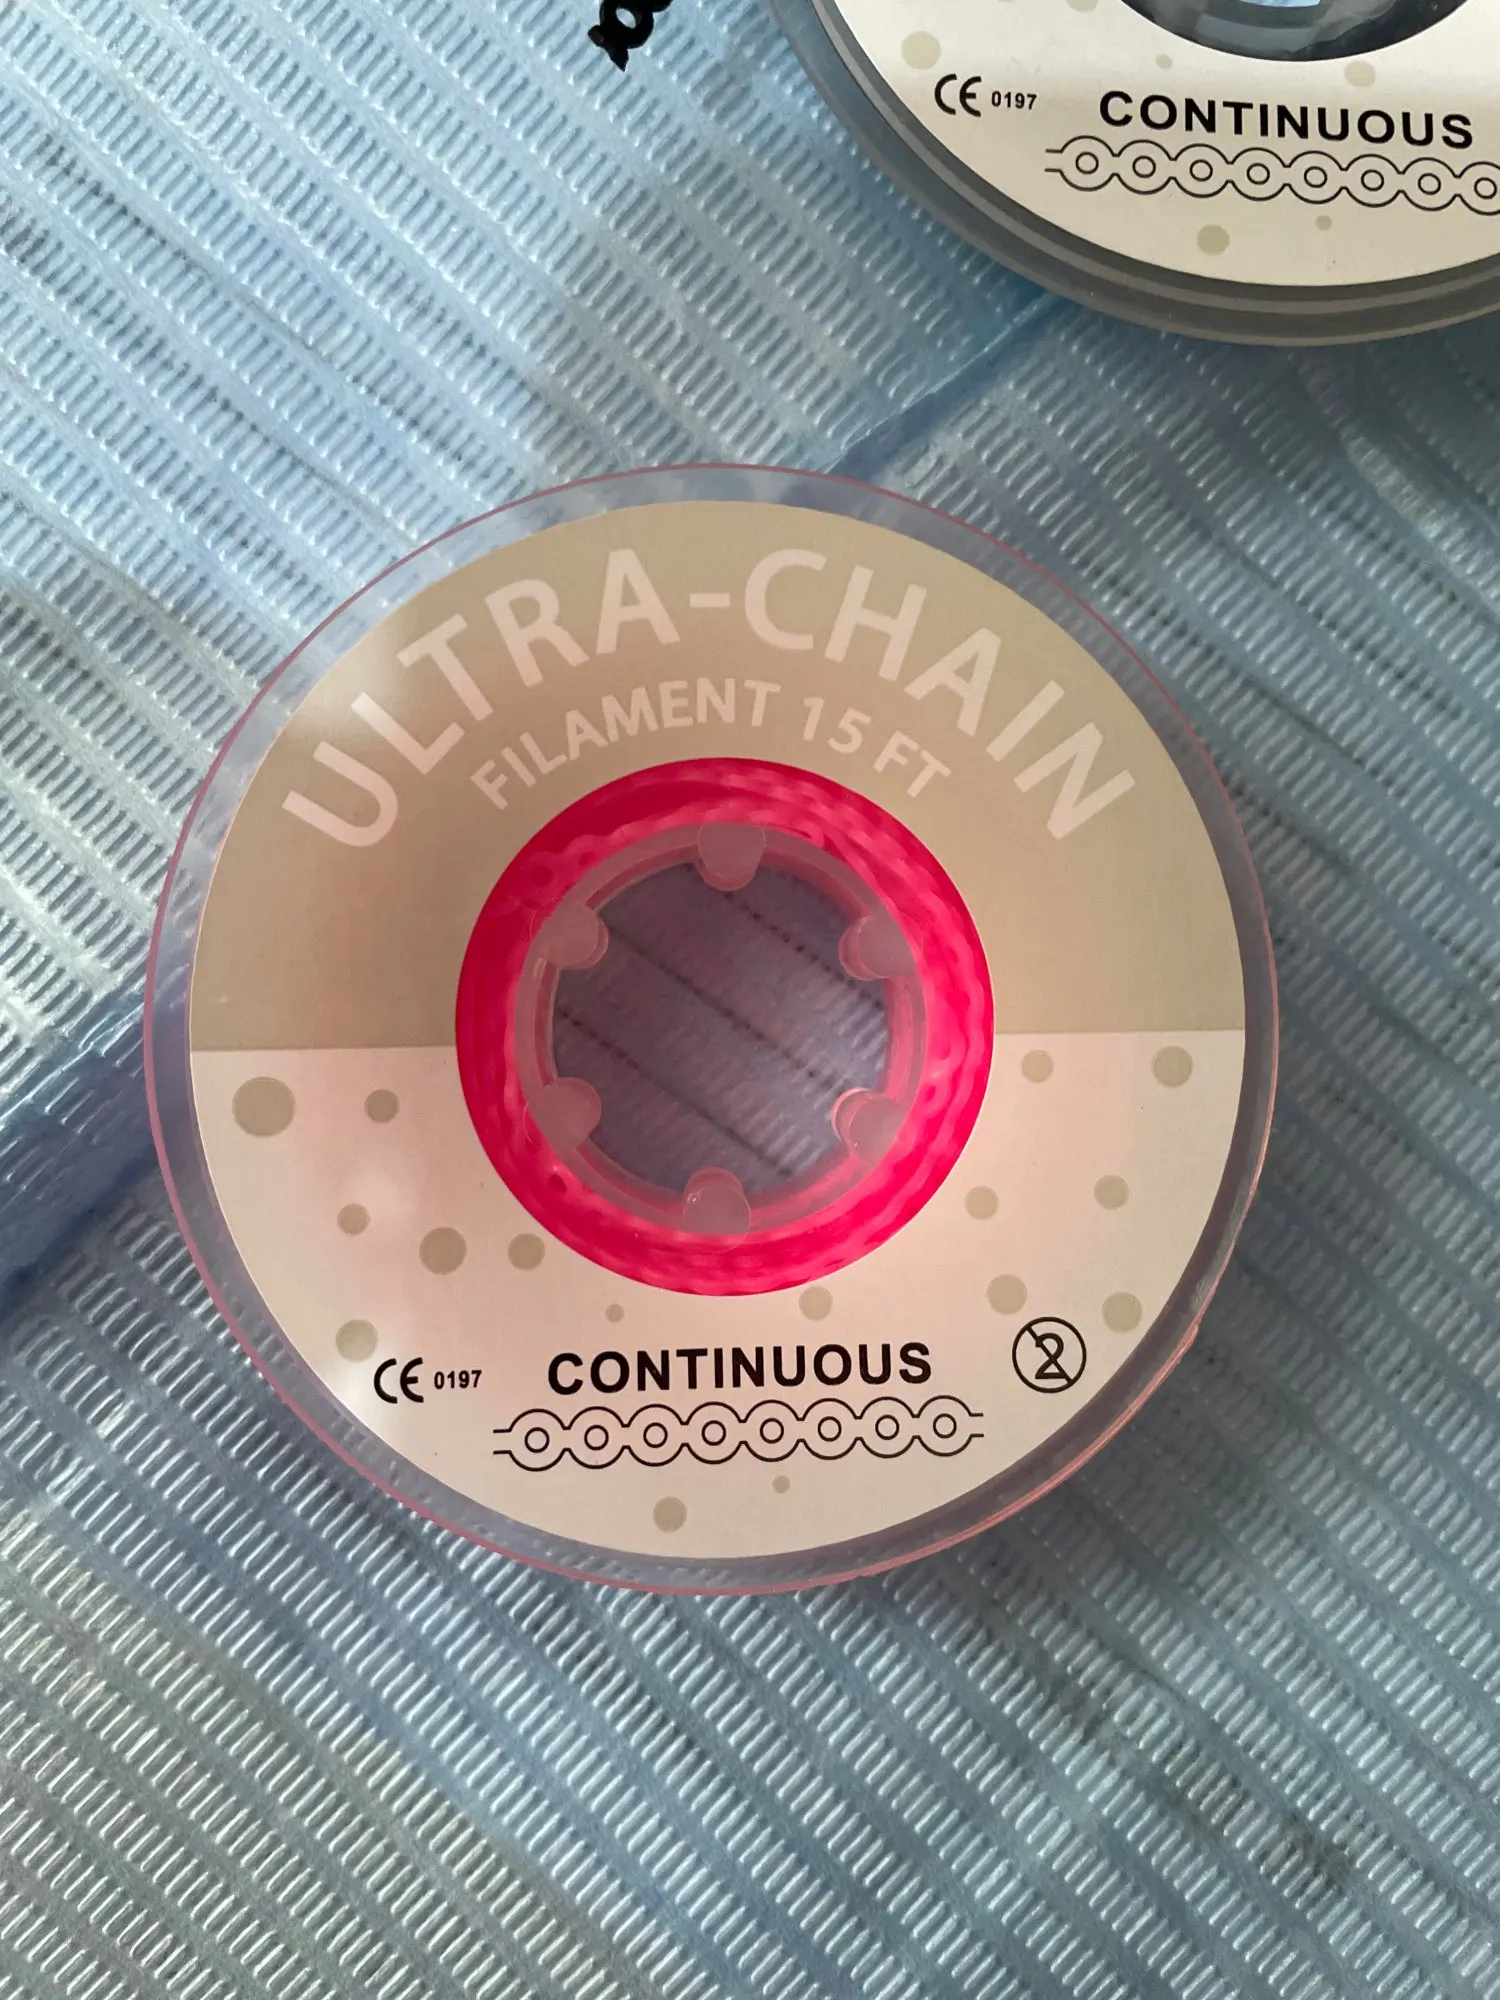 CE 0197
CONTINUOUS
ULTRA-CHAIN
FILAMENT 15 FT
CE 0197
CONTINUOUS
2